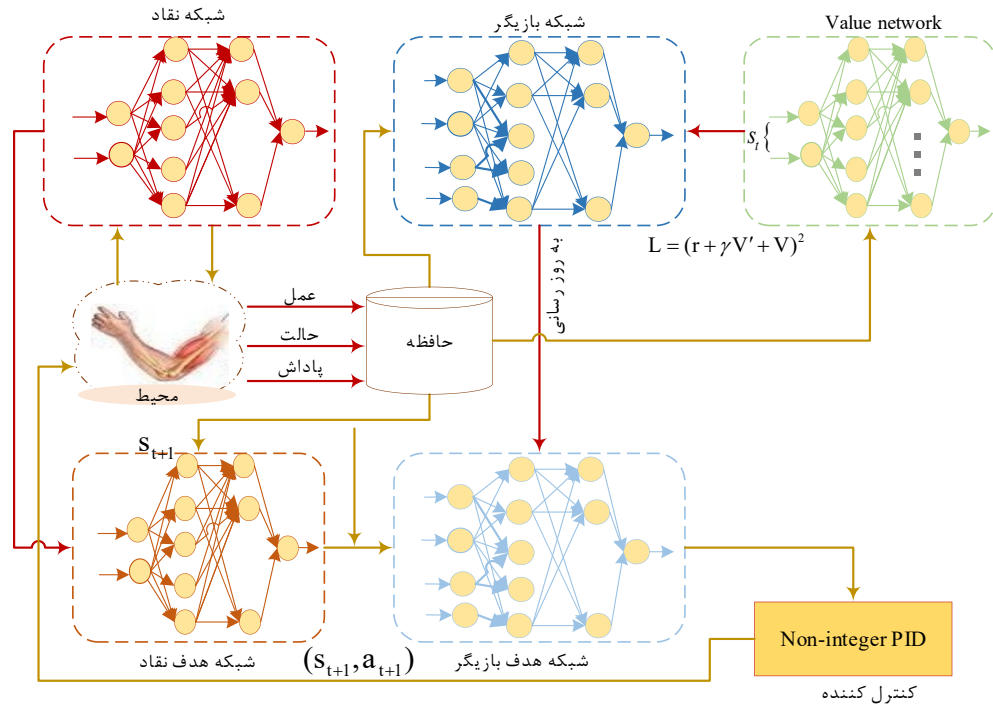 شبکه نقاد
شبکه بازیگر
Value network
s_t{
L = (r + γV′ + V)²
به روز رسانی
عمل
حالت
پاداش
حافظه
محیط
s_{t+1}
شبکه هدف نقاد
(s_{t+1}, a_{t+1})
شبکه هدف بازیگر
Non-integer PID
کنترل کننده